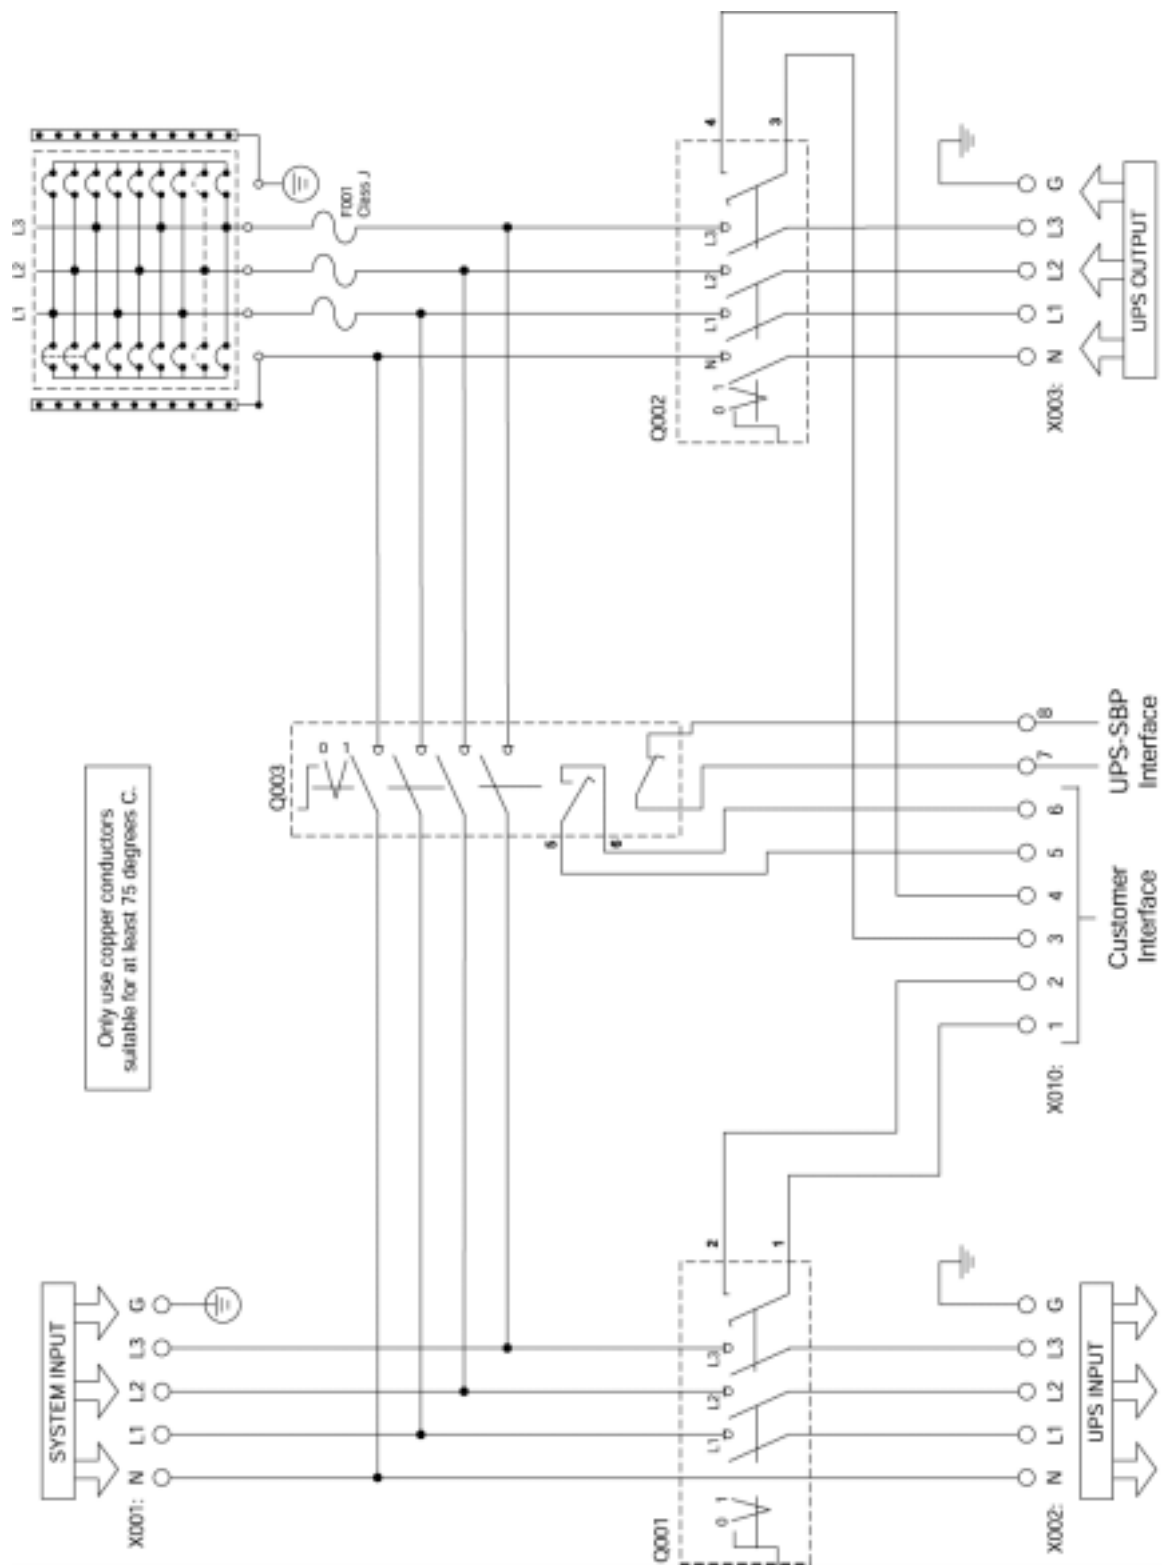 SYSTEM INPUT
X001: N L1 L2 L3 G
Only use copper conductors
suitable for at least 75 degrees C.
L1 L2 L3
F001
Class J
Q003
0
1
5
6
Q001
0
1
L1 L2 L3
2
1
Q002
0
1
N L1 L2 L3
4
3
X002: N L1 L2 L3 G
UPS INPUT
X010: 1 2 3 4 5 6 7 8
Customer
Interface
UPS-SBP
Interface
X003: N L1 L2 L3 G
UPS OUTPUT